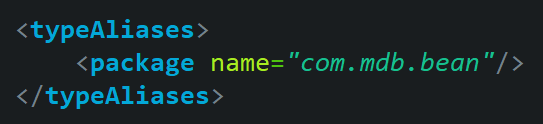 <typeAliases>
    <package name="com.mdb.bean"/>
</typeAliases>